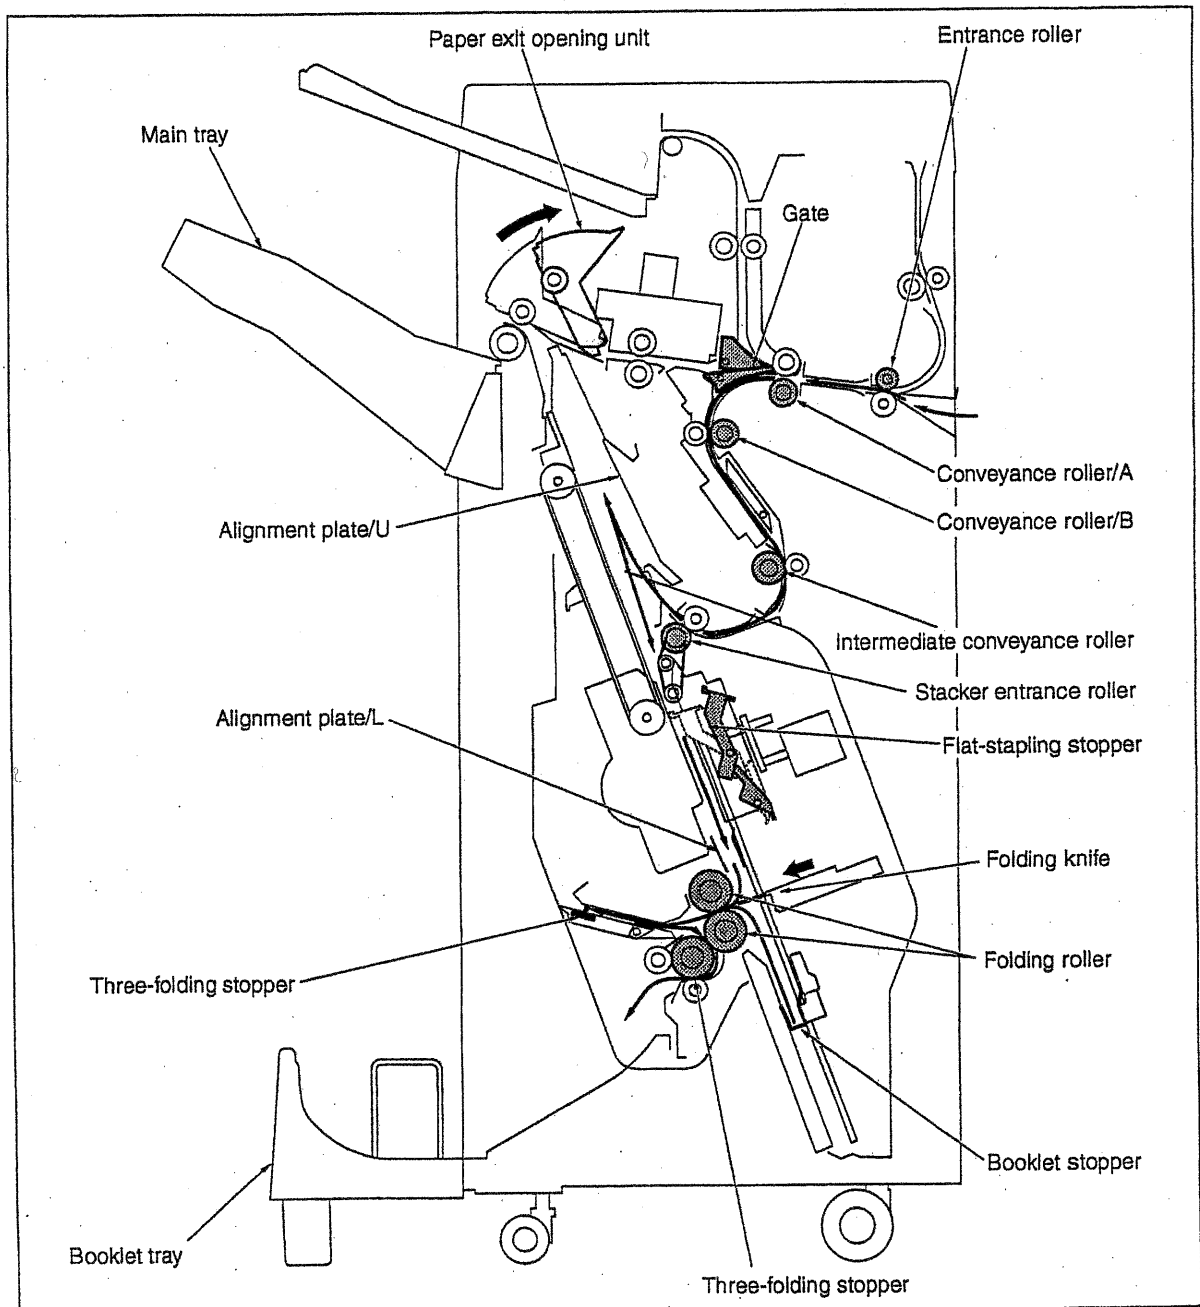 Paper exit opening unit
Entrance roller
Main tray
Gate
Conveyance roller/A
Conveyance roller/B
Alignment plate/U
Intermediate conveyance roller
Stacker entrance roller
Alignment plate/L
Flat-stapling stopper
Folding knife
Folding roller
Three-folding stopper
Booklet stopper
Booklet tray
Three-folding stopper